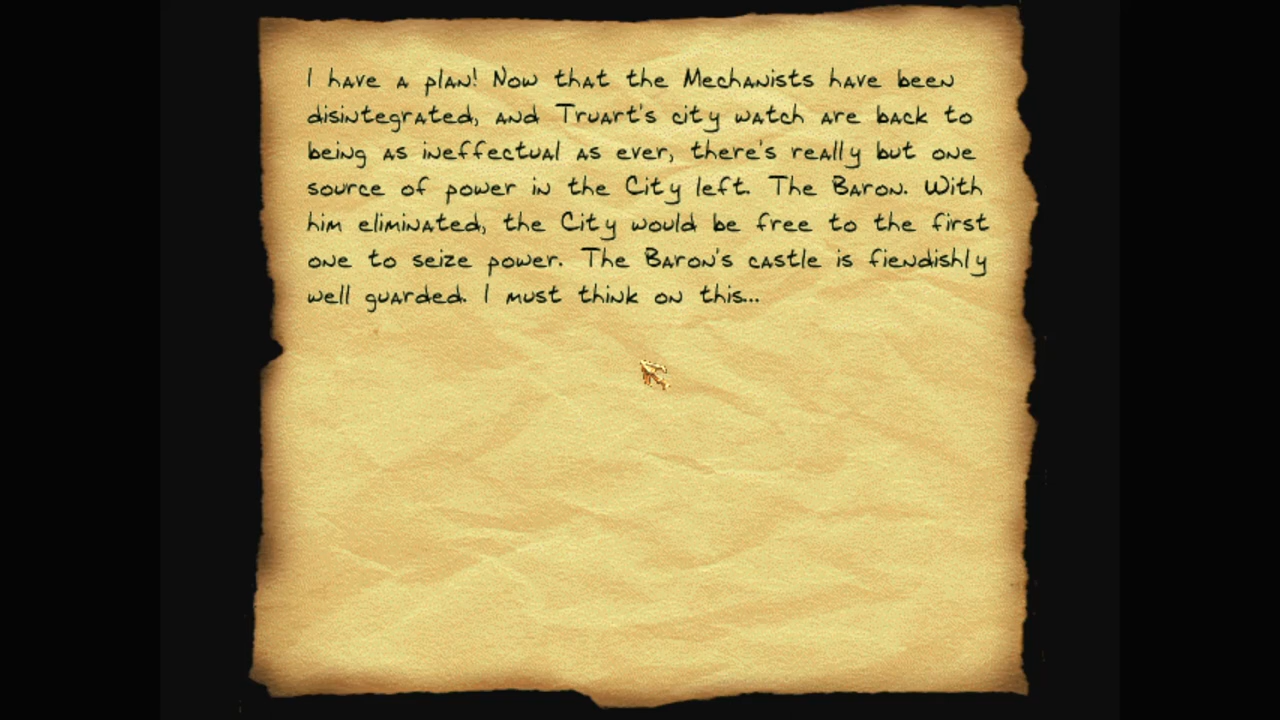 I have a plan! Now that the Mechanists have been
disintegrated, and Truart's city watch are back to
being as ineffectual as ever, there's really but one
source of power in the City left. The Baron. With
him eliminated, the City would be free to the first
one to seize power. The Baron's castle is fiendishly
well guarded. I must think on this...